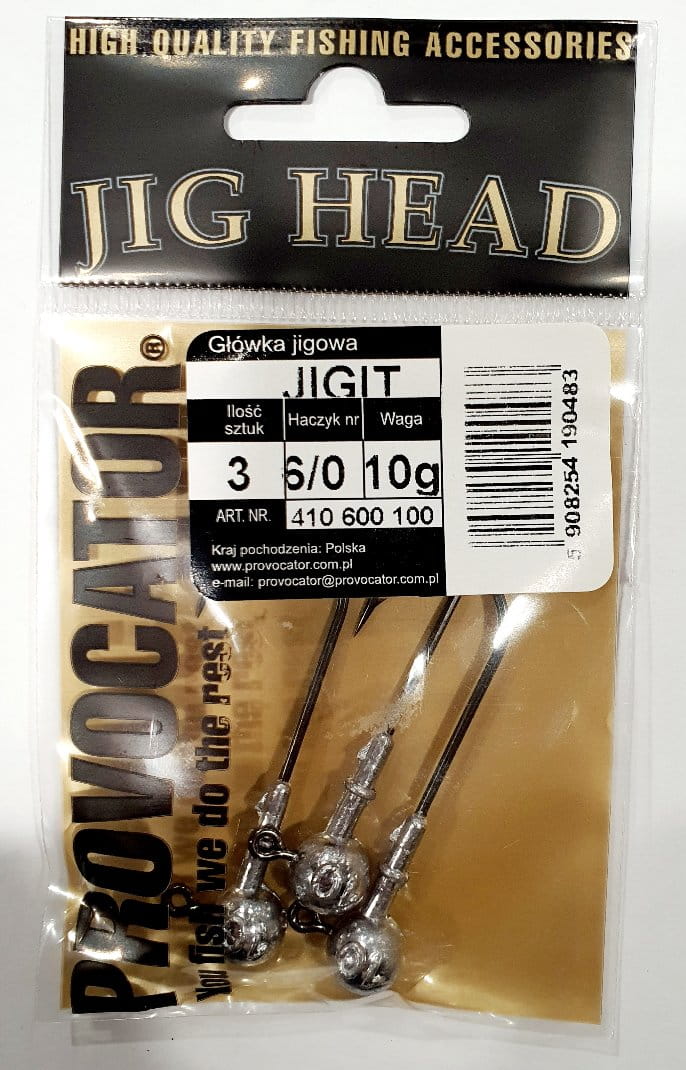 HIGH QUALITY FISHING ACCESSORIES
JIG HEAD
PROVOCATOR®
You fish we do the rest
Główka jigowa
JIGIT
Ilość sztuk
Haczyk nr
Waga
3
6/0
10g
ART. NR.
410 600 100
Kraj pochodzenia: Polska
www.provocator.com.pl
e-mail: provocator@provocator.com.pl
5 908254 190483